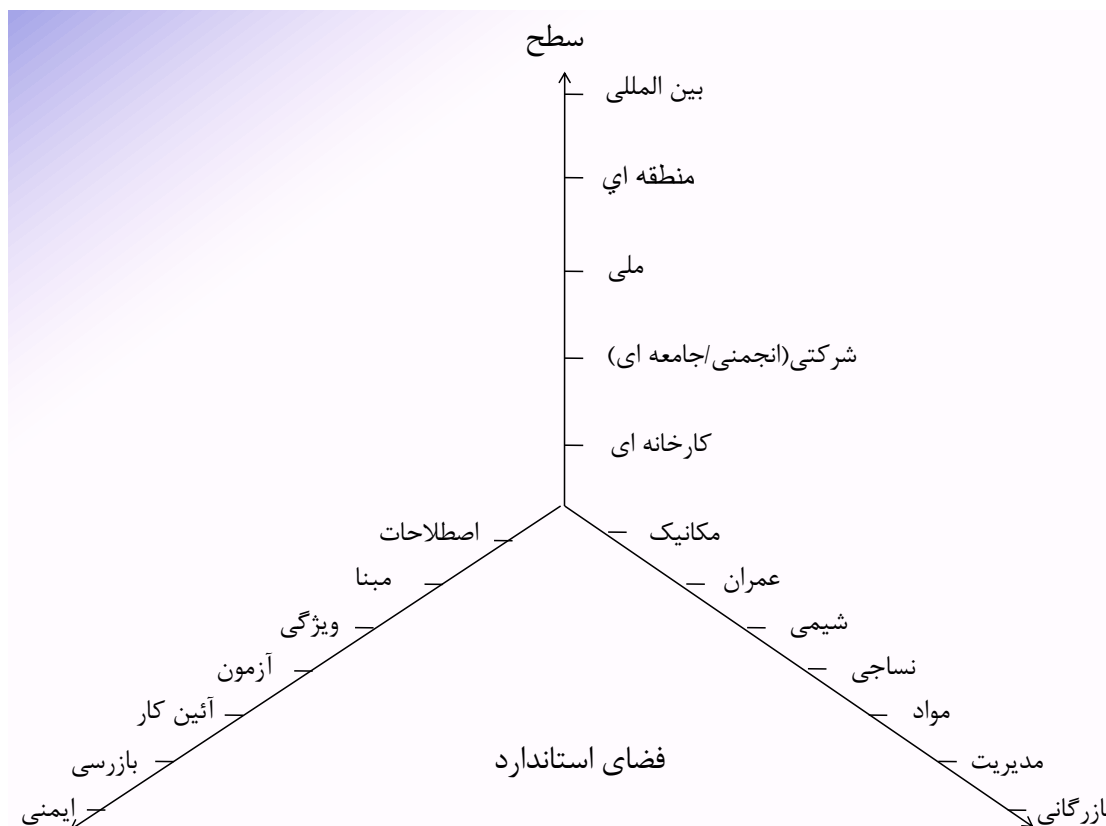 سطح
بین المللی
منطقه اي
ملی
شرکتی(انجمنی/جامعه ای)
کارخانه ای
مکانیک
اصطلاحات
عمران
مبنا
شیمی
ویژگی
نساجی
آزمون
مواد
آئین کار
مدیریت
بازرسی
فضای استاندارد
بازرگانی
ایمنی